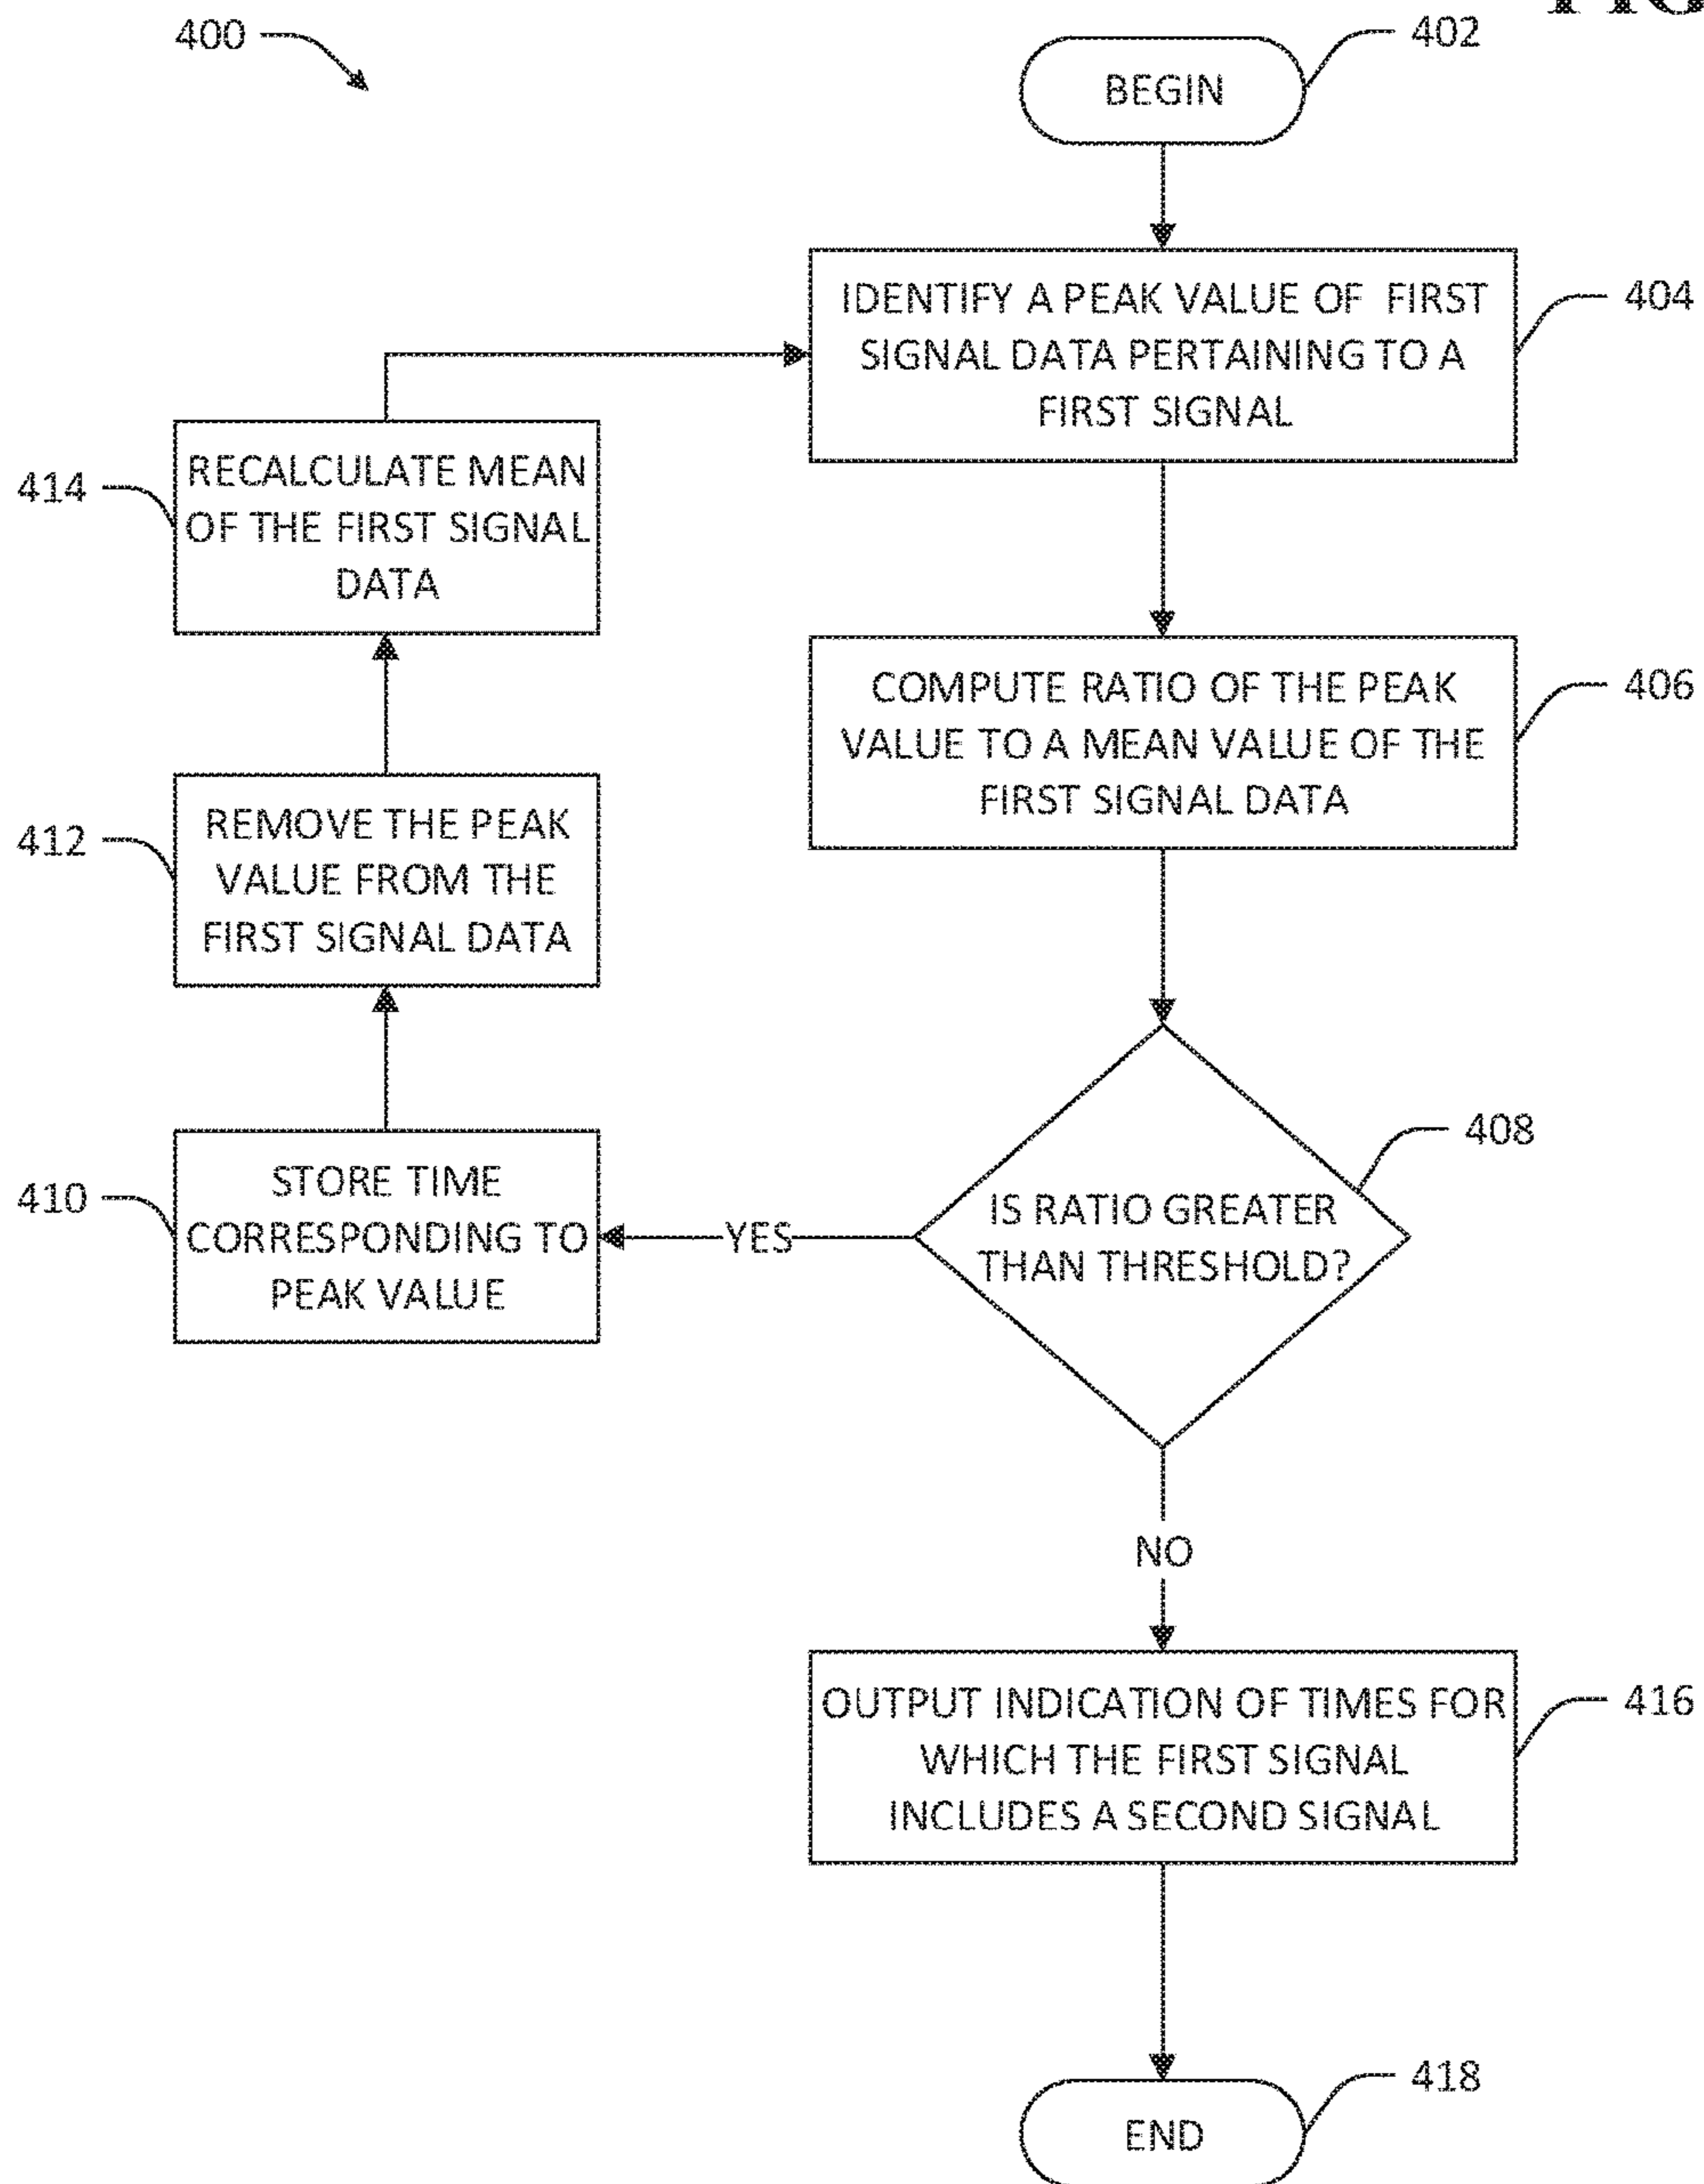 400
402
BEGIN
IDENTIFY A PEAK VALUE OF FIRST
SIGNAL DATA PERTAINING TO A
FIRST SIGNAL
404
414
RECALCULATE MEAN
OF THE FIRST SIGNAL
DATA
COMPUTE RATIO OF THE PEAK
VALUE TO A MEAN VALUE OF THE
FIRST SIGNAL DATA
406
412
REMOVE THE PEAK
VALUE FROM THE
FIRST SIGNAL DATA
408
IS RATIO GREATER
THAN THRESHOLD?
YES
410
STORE TIME
CORRESPONDING TO
PEAK VALUE
NO
OUTPUT INDICATION OF TIMES FOR
WHICH THE FIRST SIGNAL
INCLUDES A SECOND SIGNAL
416
418
END